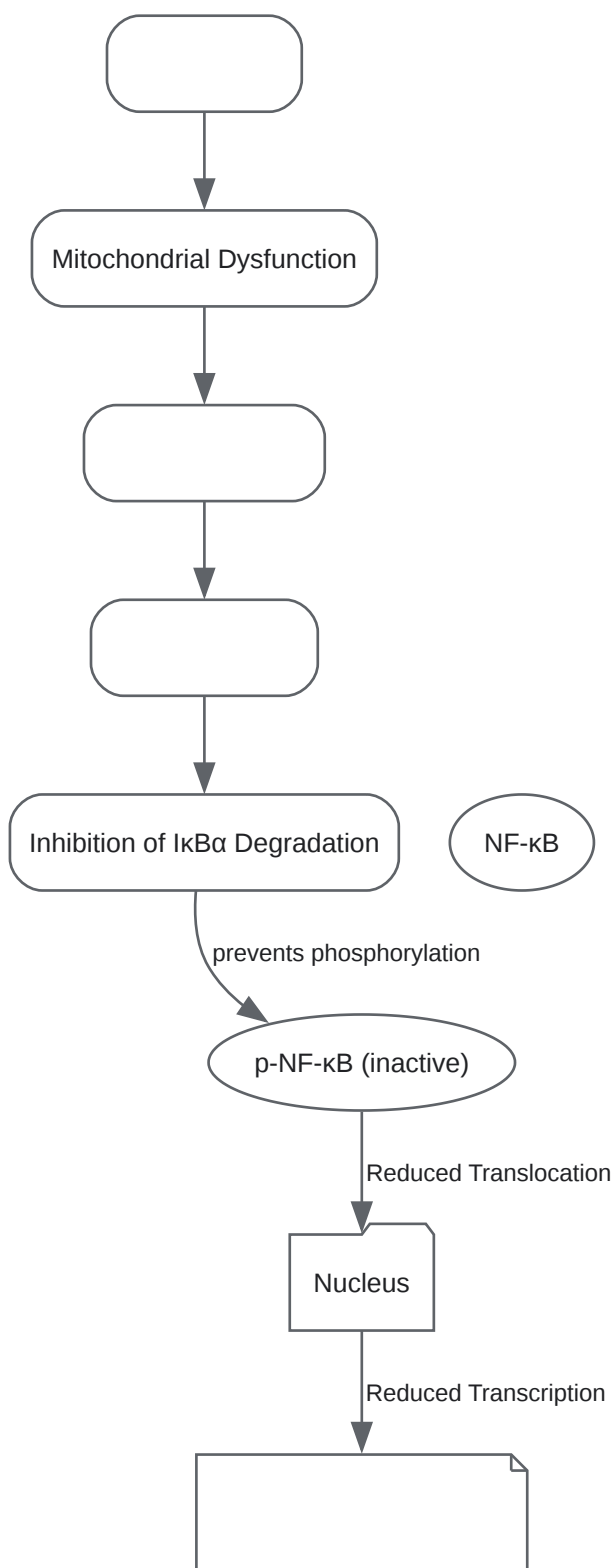 Mitochondrial Dysfunction
Inhibition of IκBα Degradation
NF-κB
prevents phosphorylation
p-NF-κB (inactive)
Reduced Translocation
Nucleus
Reduced Transcription